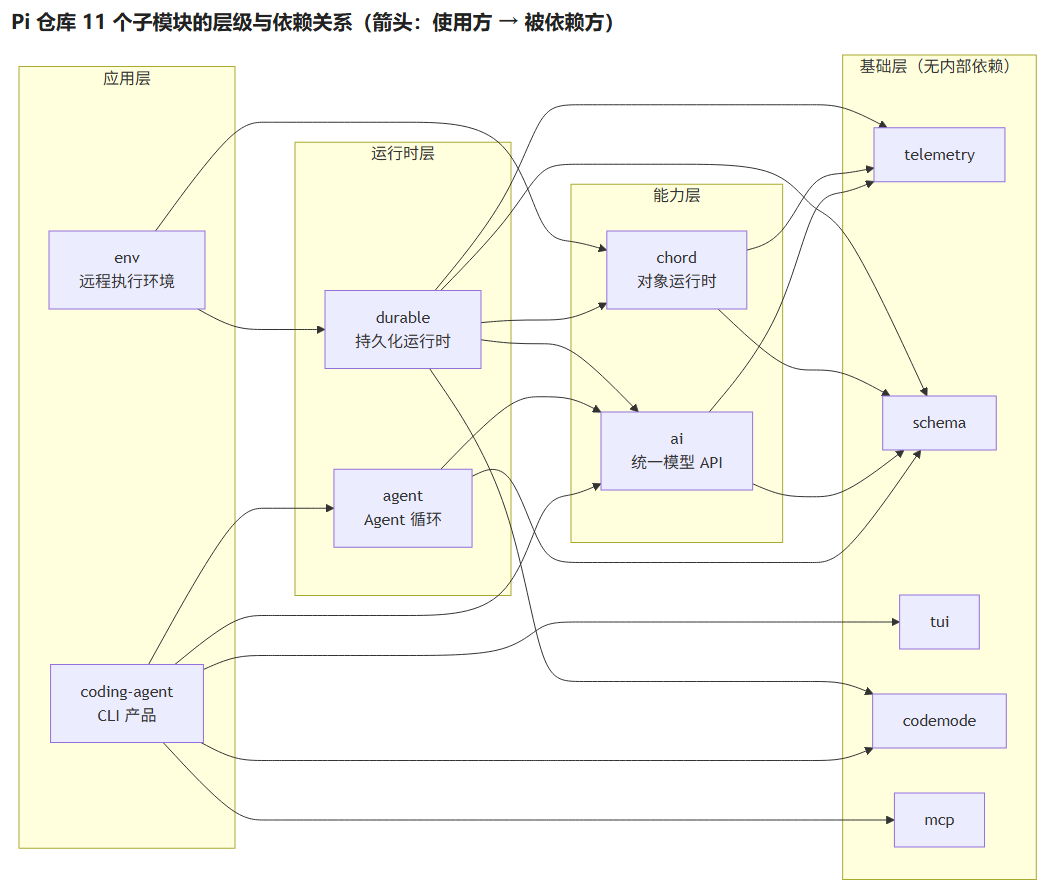 Pi 仓库 11 个子模块的层级与依赖关系（箭头：使用方 → 被依赖方）
应用层
env
远程执行环境
coding-agent
CLI 产品
运行时层
durable
持久化运行时
agent
Agent 循环
能力层
chord
对象运行时
ai
统一模型 API
基础层（无内部依赖）
telemetry
schema
tui
codemode
mcp